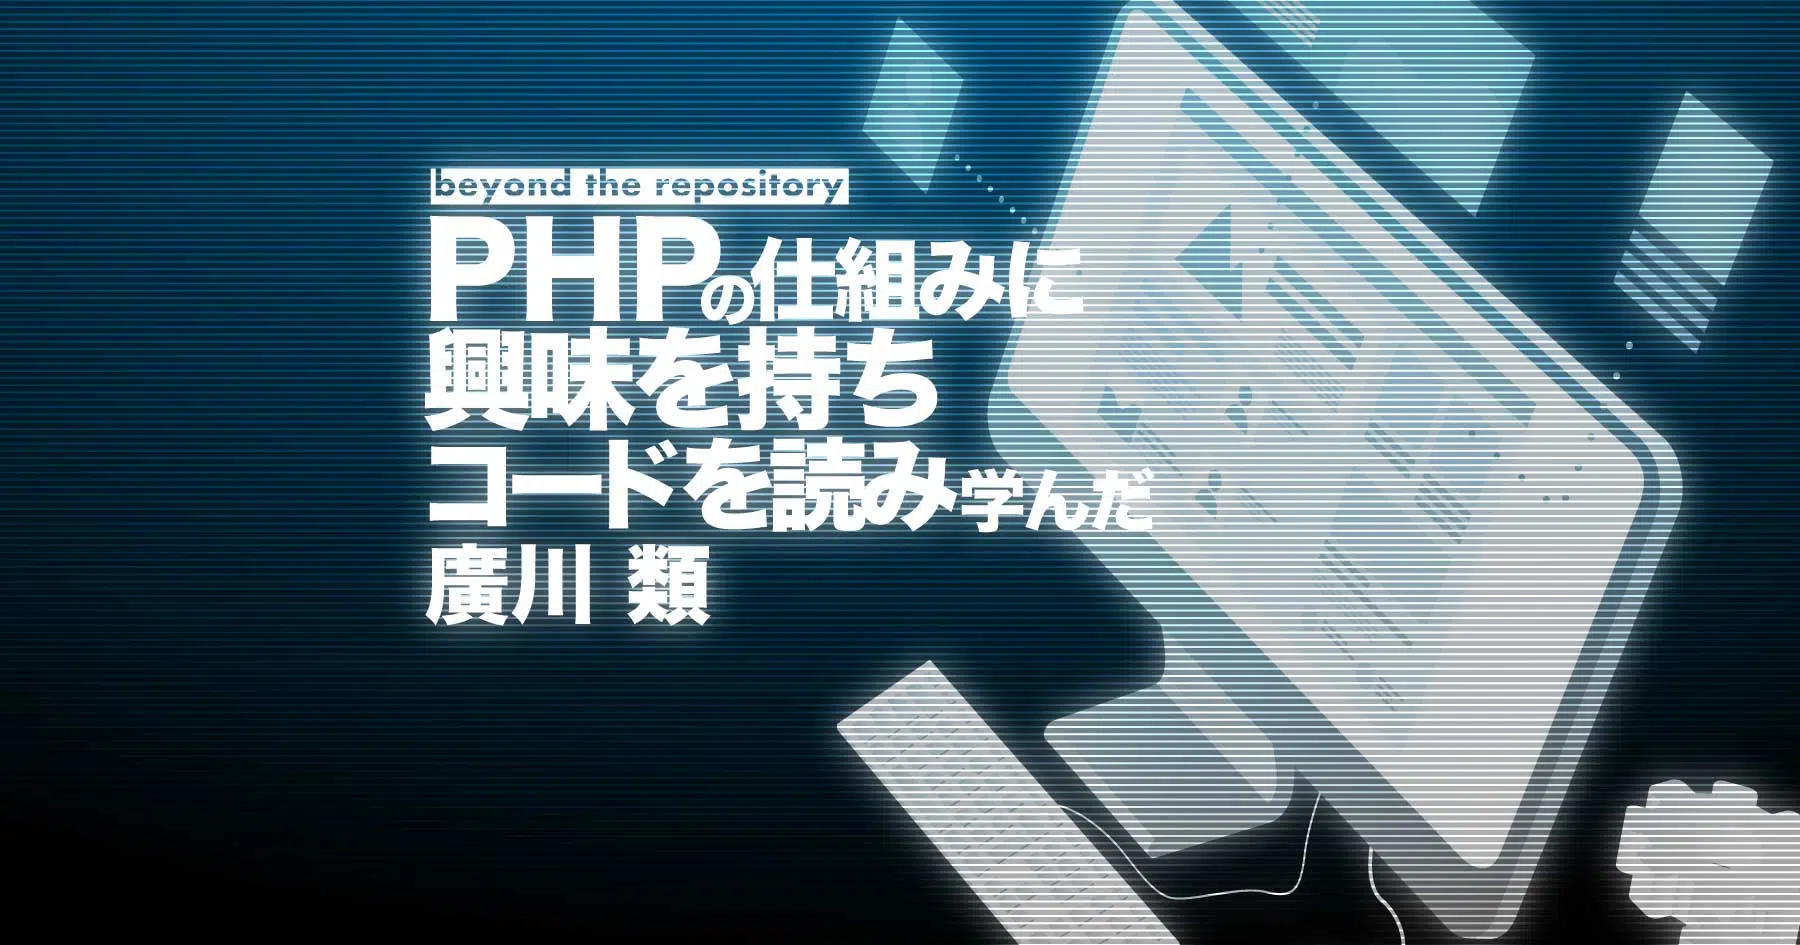 beyond the repository
PHPの仕組みに
興味を持ち
コードを読み学んだ
廣川 類